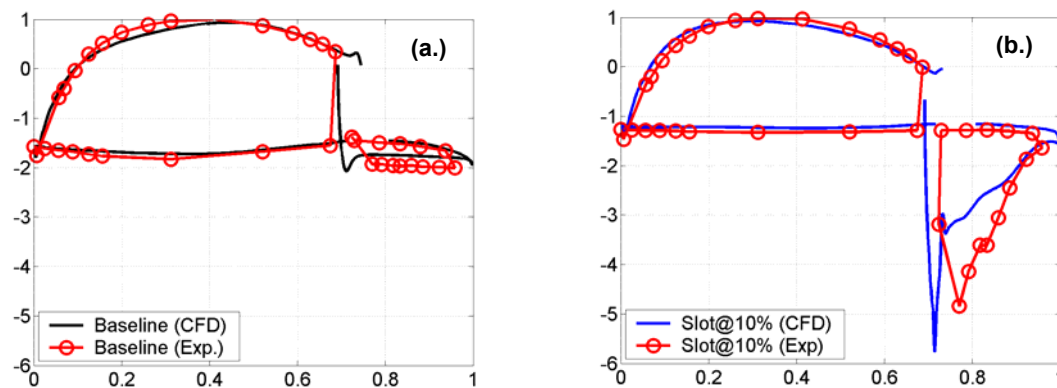 (a.)
1
0
-1
-2
-3
-4
-5
-6
0 0.2 0.4 0.6 0.8 1
Baseline (CFD)
Baseline (Exp.)
(b.)
1
0
-1
-2
-3
-4
-5
-6
0 0.2 0.4 0.6 0.8 1
Slot@10% (CFD)
Slot@10% (Exp)